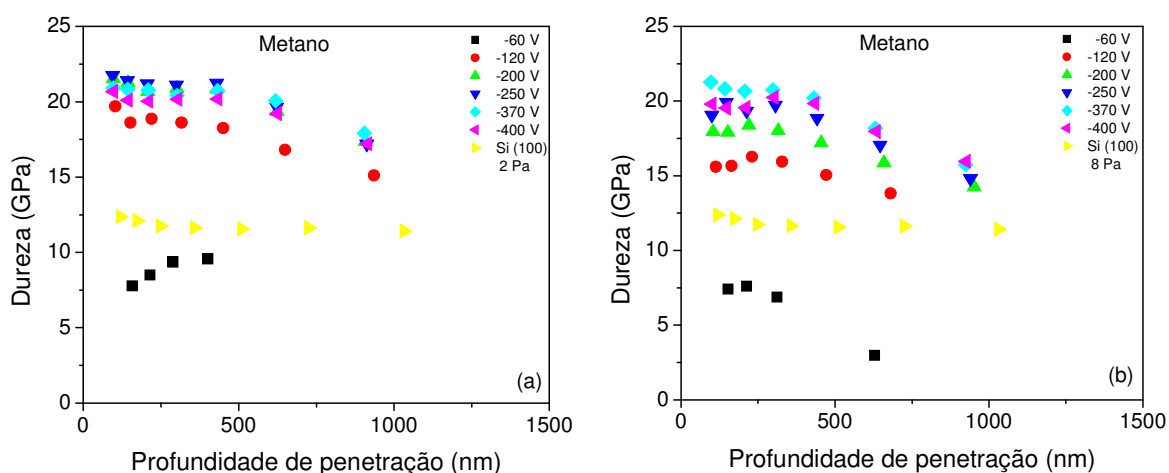 25
20
15
10
5
0
0
500
1000
1500
Dureza (GPa)
Profundidade de penetração (nm)
Metano
-60 V
-120 V
-200 V
-250 V
-370 V
-400 V
Si (100)
2 Pa
(a)
25
20
15
10
5
0
0
500
1000
1500
Dureza (GPa)
Profundidade de penetração (nm)
Metano
-60 V
-120 V
-200 V
-250 V
-370 V
-400 V
Si (100)
8 Pa
(b)